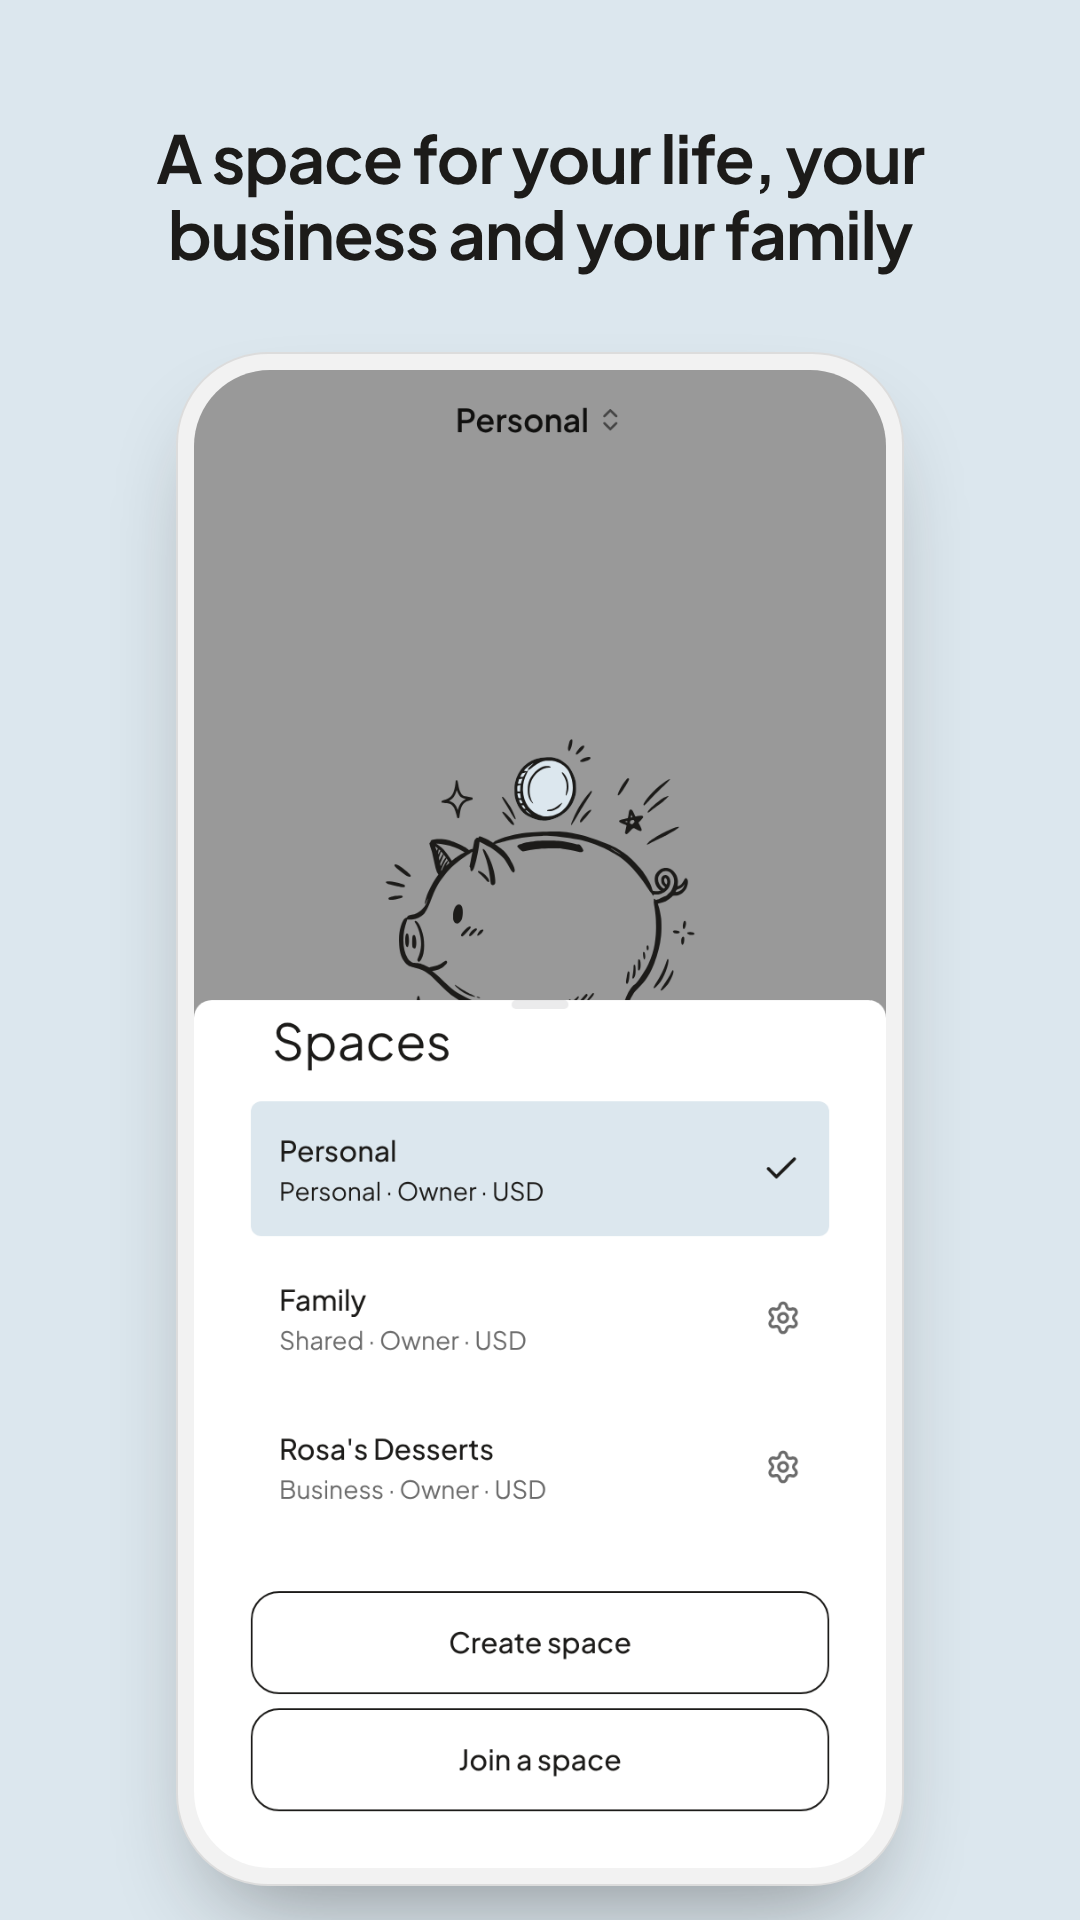 A space for your life, your
business and your family
Personal
Spaces
Personal
Personal · Owner · USD
Family
Shared · Owner · USD
Rosa's Desserts
Business · Owner · USD
Create space
Join a space